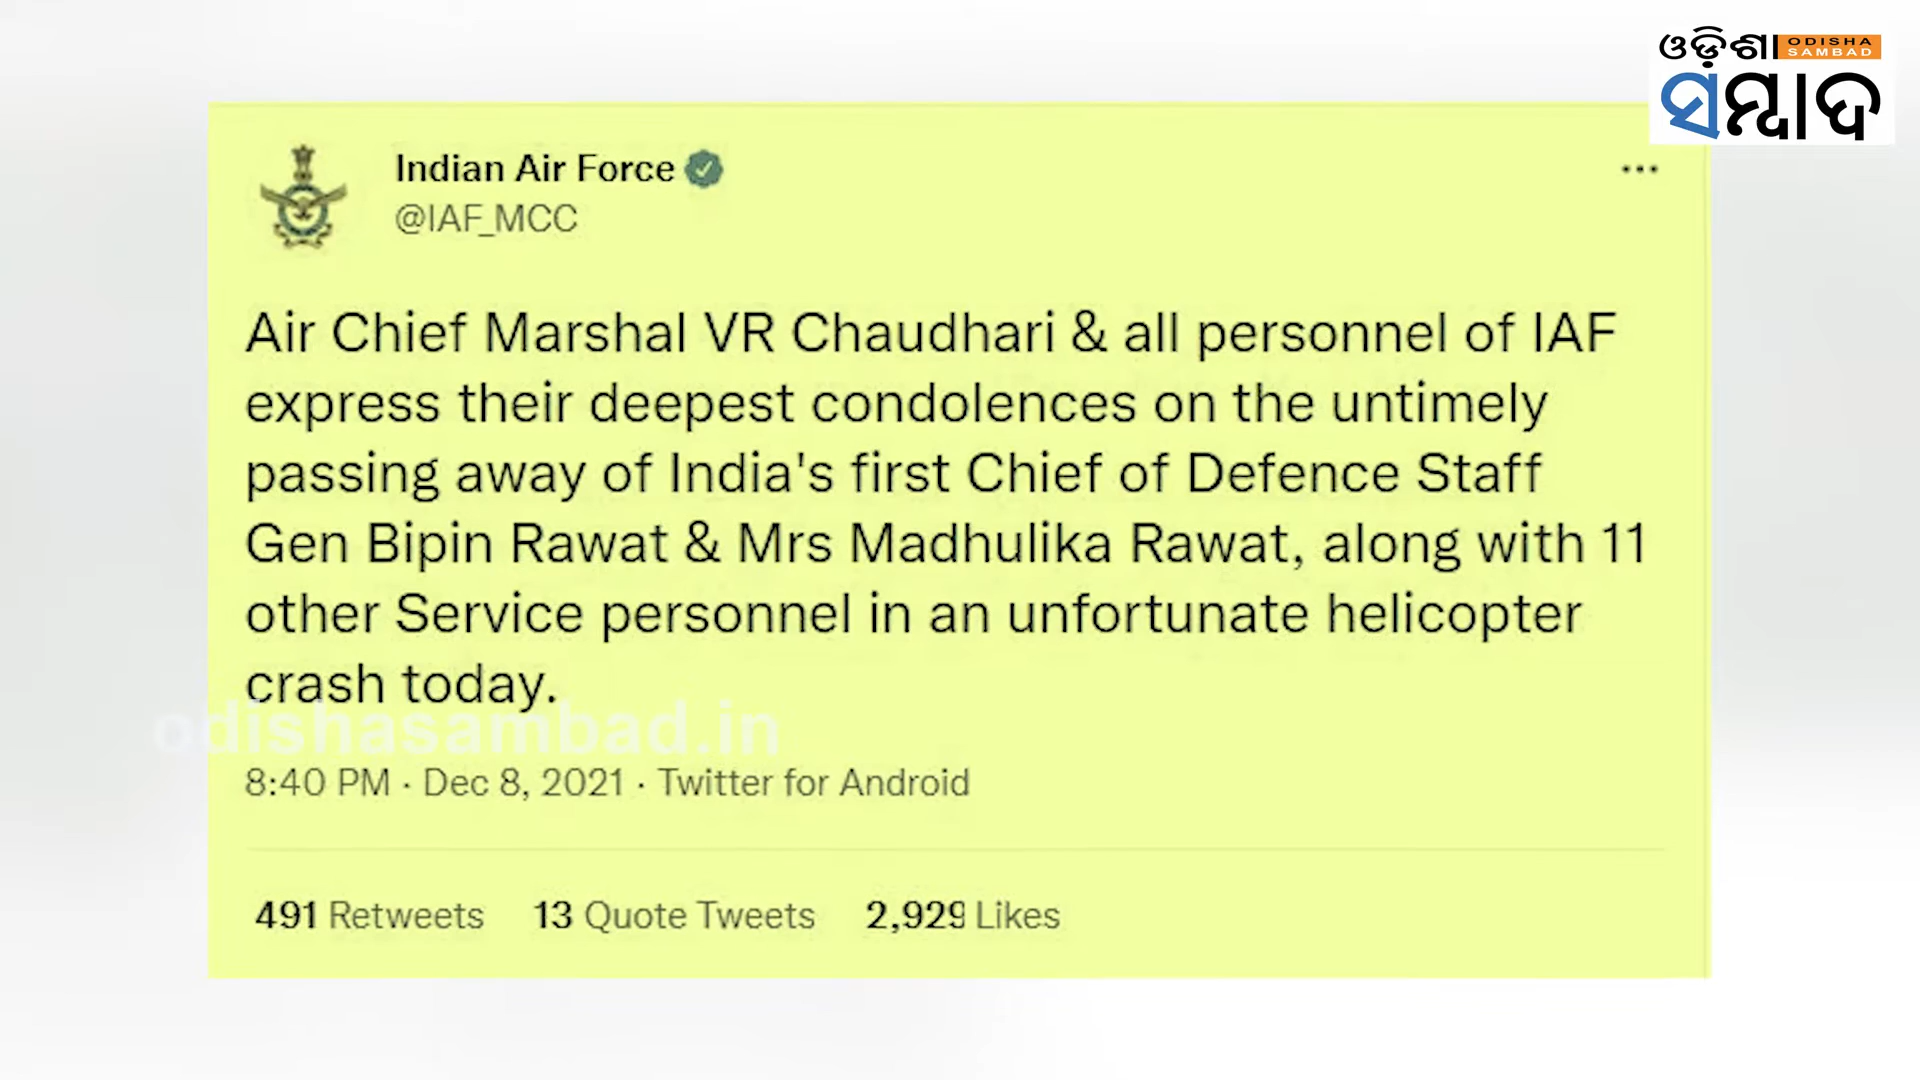 ଓଡ଼ିଶା ODISHA
SAMBAD
ସମ୍ବାଦ
Indian Air Force
@IAF_MCC
Air Chief Marshal VR Chaudhari & all personnel of IAF
express their deepest condolences on the untimely
passing away of India's first Chief of Defence Staff
Gen Bipin Rawat & Mrs Madhulika Rawat, along with 11
other Service personnel in an unfortunate helicopter
crash today.
odishasambad.in
8:40 PM · Dec 8, 2021 · Twitter for Android
491 Retweets 13 Quote Tweets 2,929 Likes